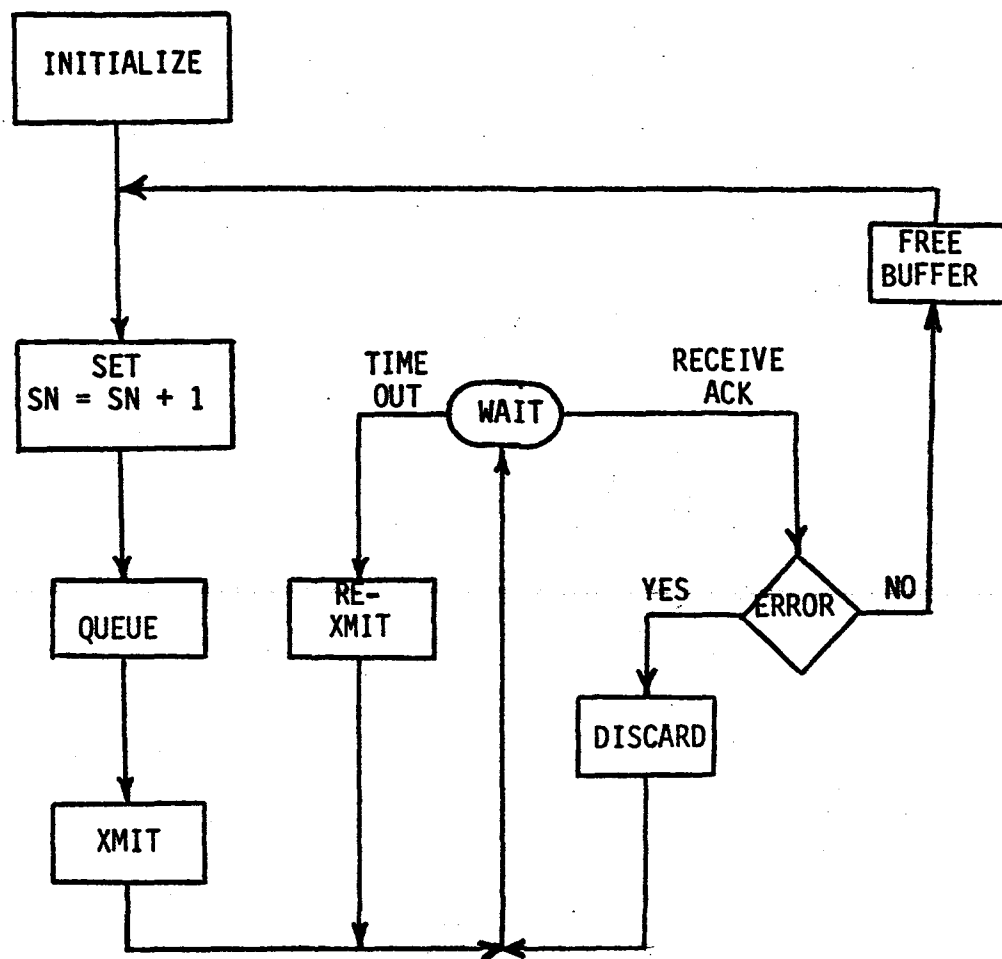 INITIALIZE
FREE
BUFFER
SET
SN = SN + 1
TIME
OUT
WAIT
RECEIVE
ACK
QUEUE
RE-
XMIT
YES
ERROR
NO
DISCARD
XMIT